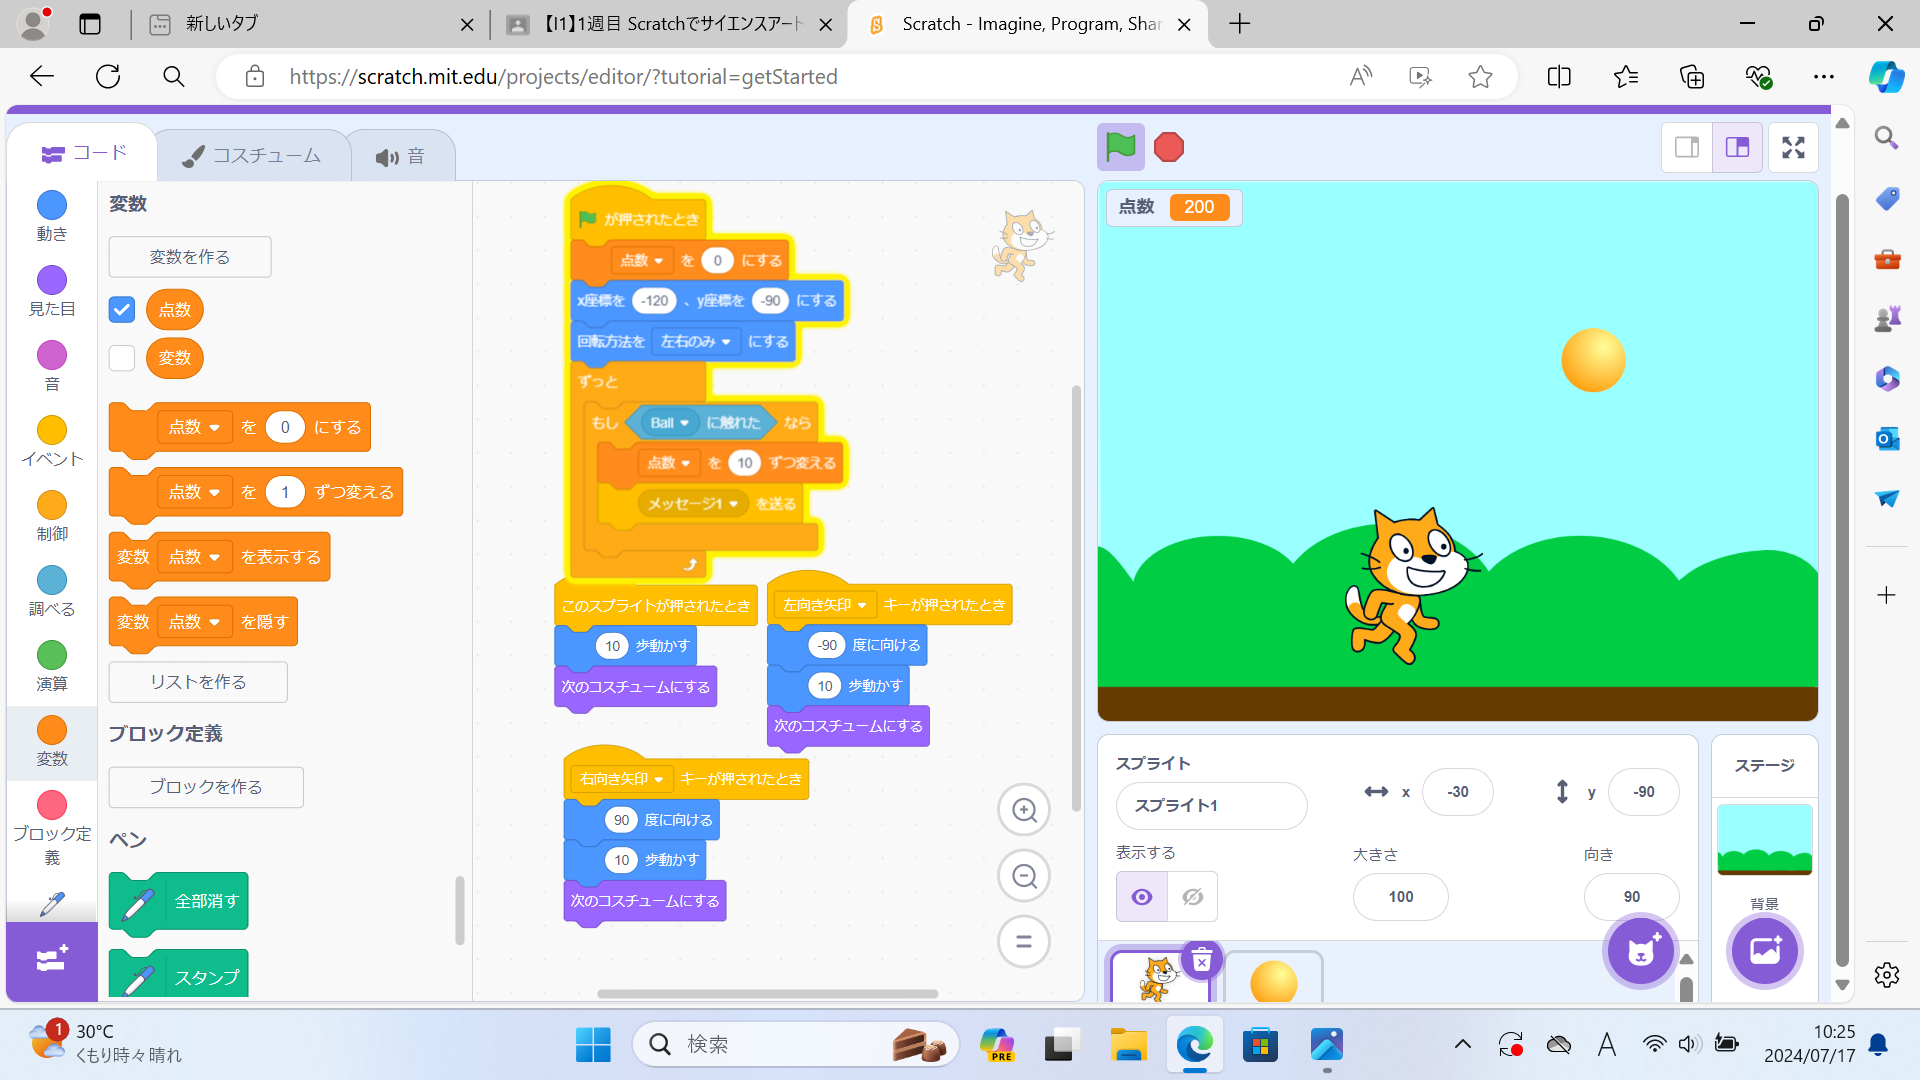 新しいタブ
【I1】1週目 Scratchでサイエンスアート
Scratch - Imagine, Program, Shar
https://scratch.mit.edu/projects/editor/?tutorial=getStarted
コード
コスチューム
音
点数 200
動き
見た目
音
イベント
制御
調べる
演算
変数
ブロック定
義
変数
変数を作る
点数
変数
点数 を 0 にする
点数 を 1 ずつ変える
変数 点数 を表示する
変数 点数 を隠す
リストを作る
ブロック定義
ブロックを作る
ペン
全部消す
スタンプ
が押されたとき
点数 を 0 にする
x座標を -120 、y座標を -90 にする
回転方法を 左右のみ にする
ずっと
もし Ball に触れた なら
点数 を 10 ずつ変える
メッセージ1 を送る
このスプライトが押されたとき
10 歩動かす
次のコスチュームにする
左向き矢印 キーが押されたとき
-90 度に向ける
10 歩動かす
次のコスチュームにする
右向き矢印 キーが押されたとき
90 度に向ける
10 歩動かす
次のコスチュームにする
スプライト
スプライト1
x -30
y -90
表示する
大きさ
100
向き
90
ステージ
背景
1
30°C
くもり時々晴れ
検索
PRE
A
10:25
2024/07/17